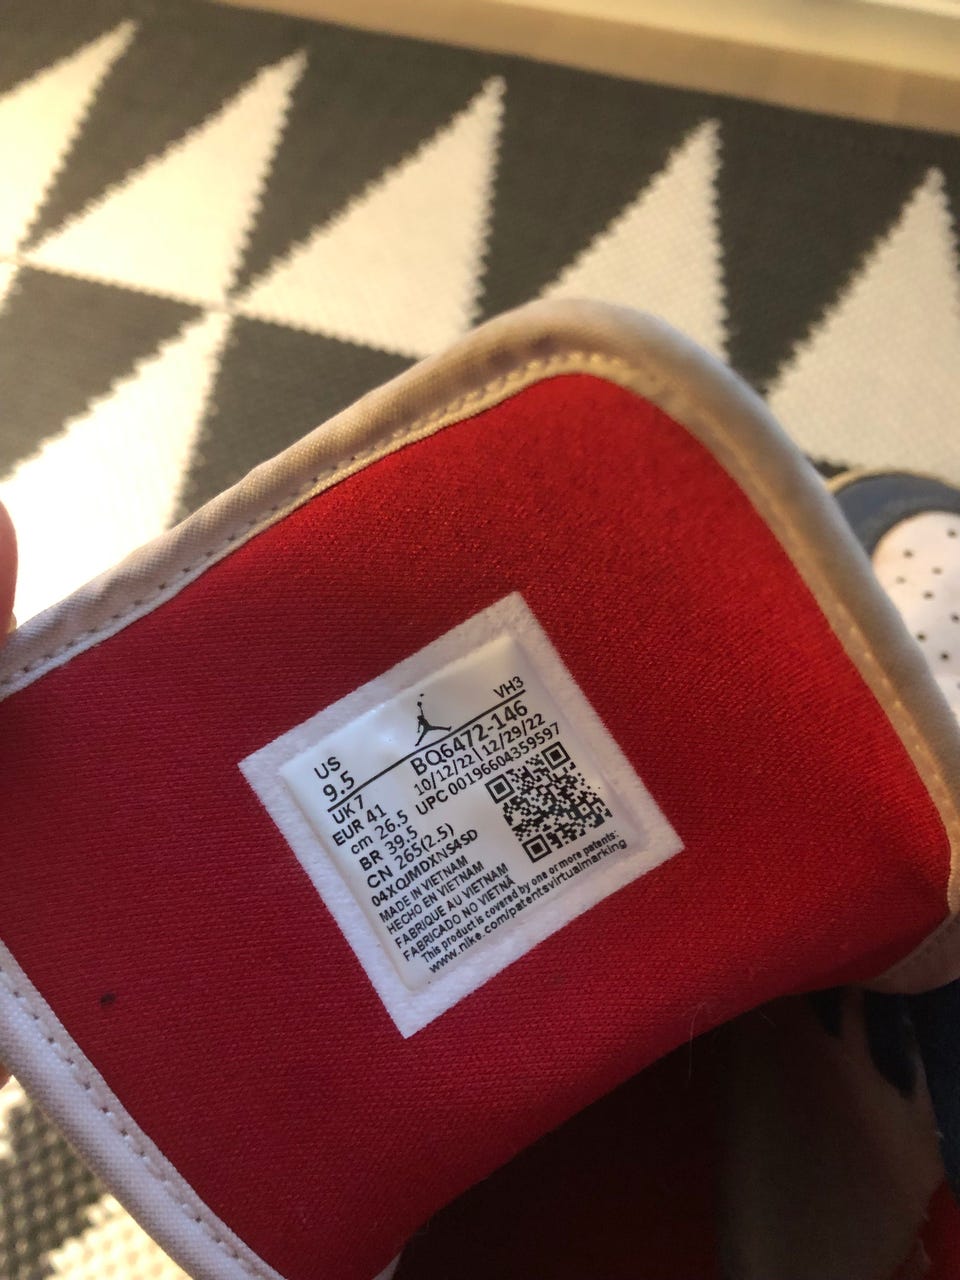 VH3
US
9.5
BQ6472-146
10/12/22 12/29/22
UPC 00196604359597
UK 7
EUR 41
cm 26.5
BR 39.5
CN 265(2.5)
04XQJMDXNS4SD
MADE IN VIETNAM
HECHO EN VIETNAM
FABRIQUE AU VIETNAM
FABRICADO NO VIETNÃ
This product is covered by one or more patents:
www.nike.com/patentsvirtualmarking